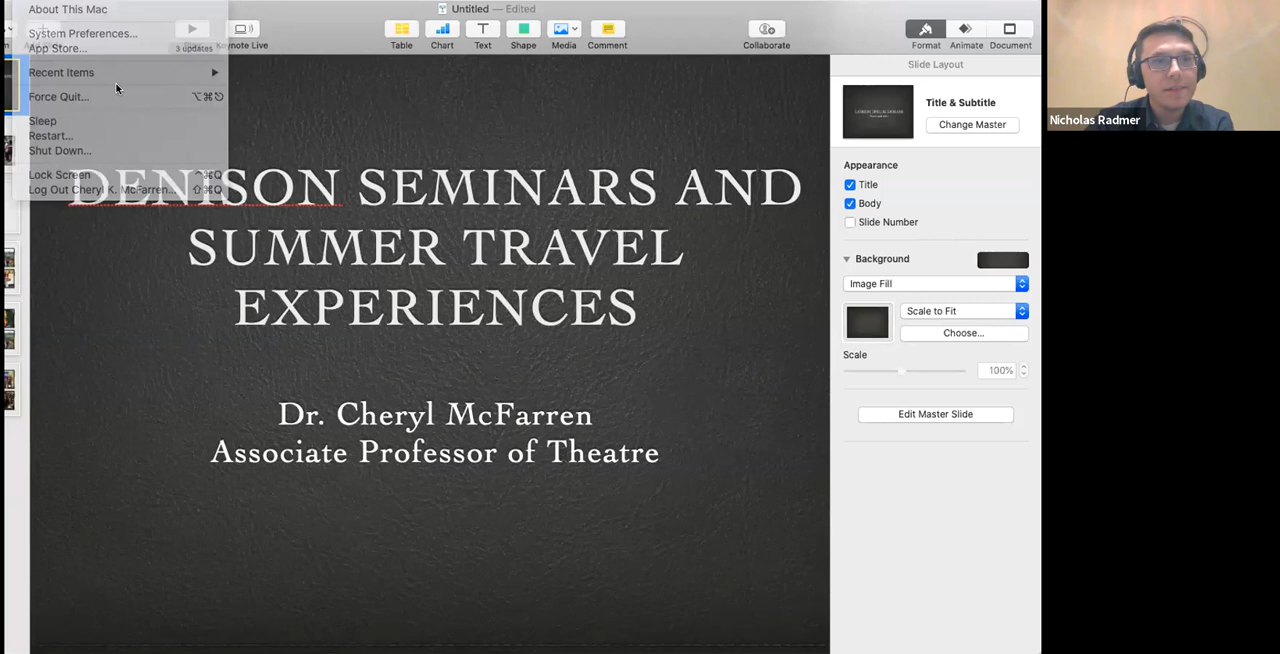 About This Mac
System Preferences...
App Store... 3 updates
Recent Items
Force Quit... ⌥⌘⎋
Sleep
Restart...
Shut Down...
Lock Screen ^⌘Q
Log Out Cheryl K. McFarren... ⇧⌘Q
Untitled — Edited
Keynote Live
Table
Chart
Text
Shape
Media
Comment
Collaborate
Format
Animate
Document
DENISON SEMINARS AND
SUMMER TRAVEL
EXPERIENCES
Dr. Cheryl McFarren
Associate Professor of Theatre
Slide Layout
Title & Subtitle
Change Master
Appearance
Title
Body
Slide Number
Background
Image Fill
Scale to Fit
Choose...
Scale
100%
Edit Master Slide
Nicholas Radmer